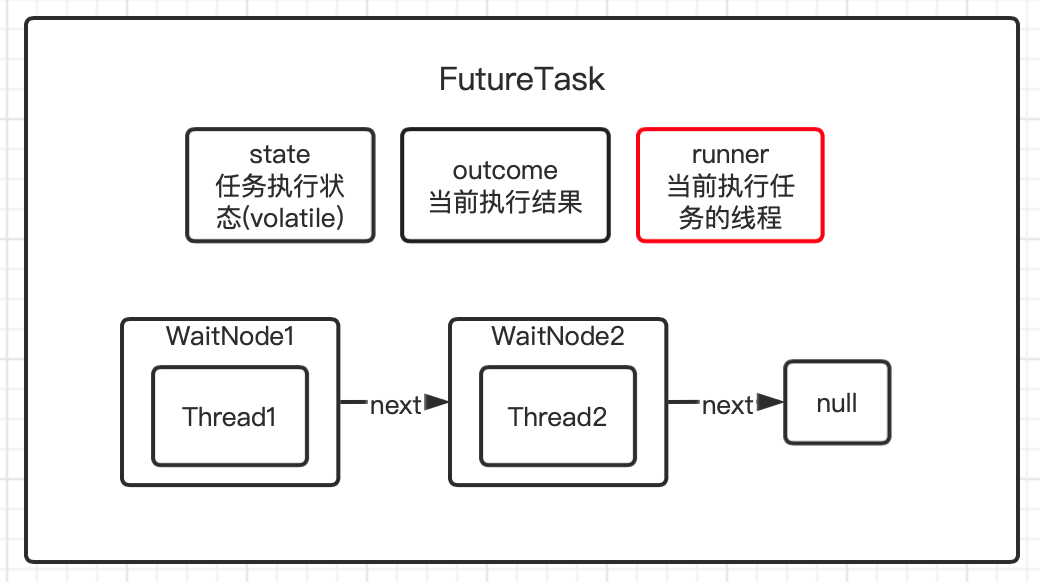 FutureTask
state
任务执行状
态(volatile)
outcome
当前执行结果
runner
当前执行任
务的线程
WaitNode1
Thread1
next
WaitNode2
Thread2
next
null